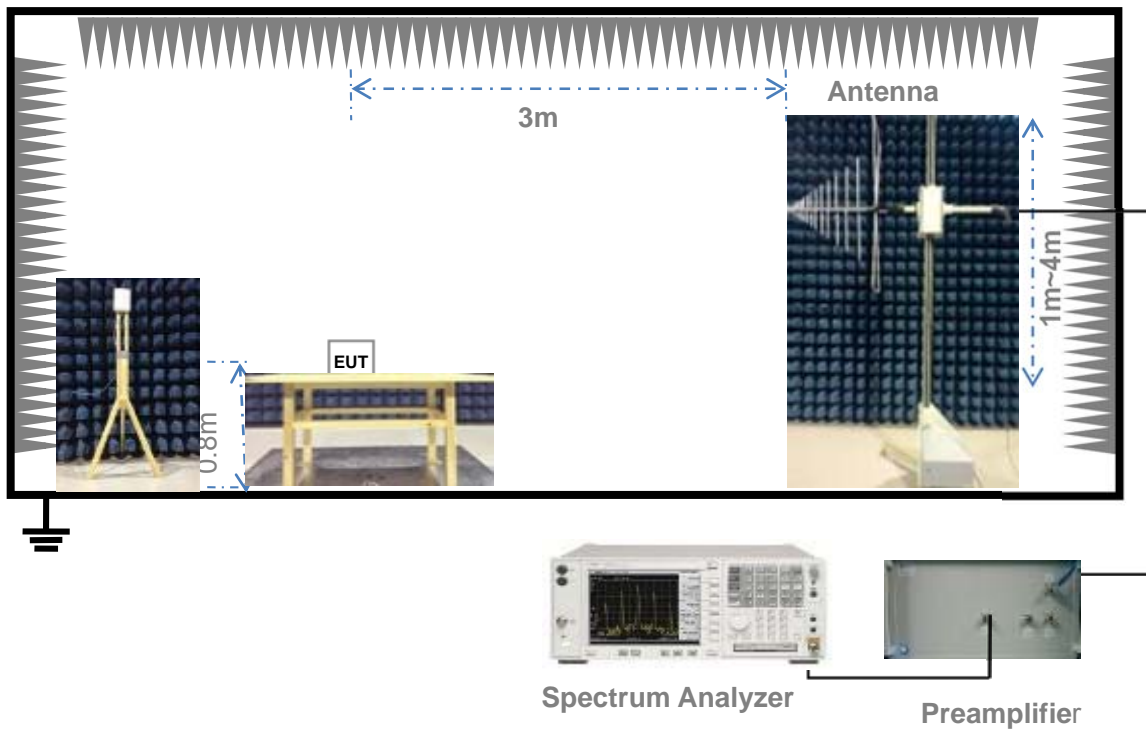 Antenna
3m
1m~4m
EUT
0.8m
Spectrum Analyzer
Preamplifier